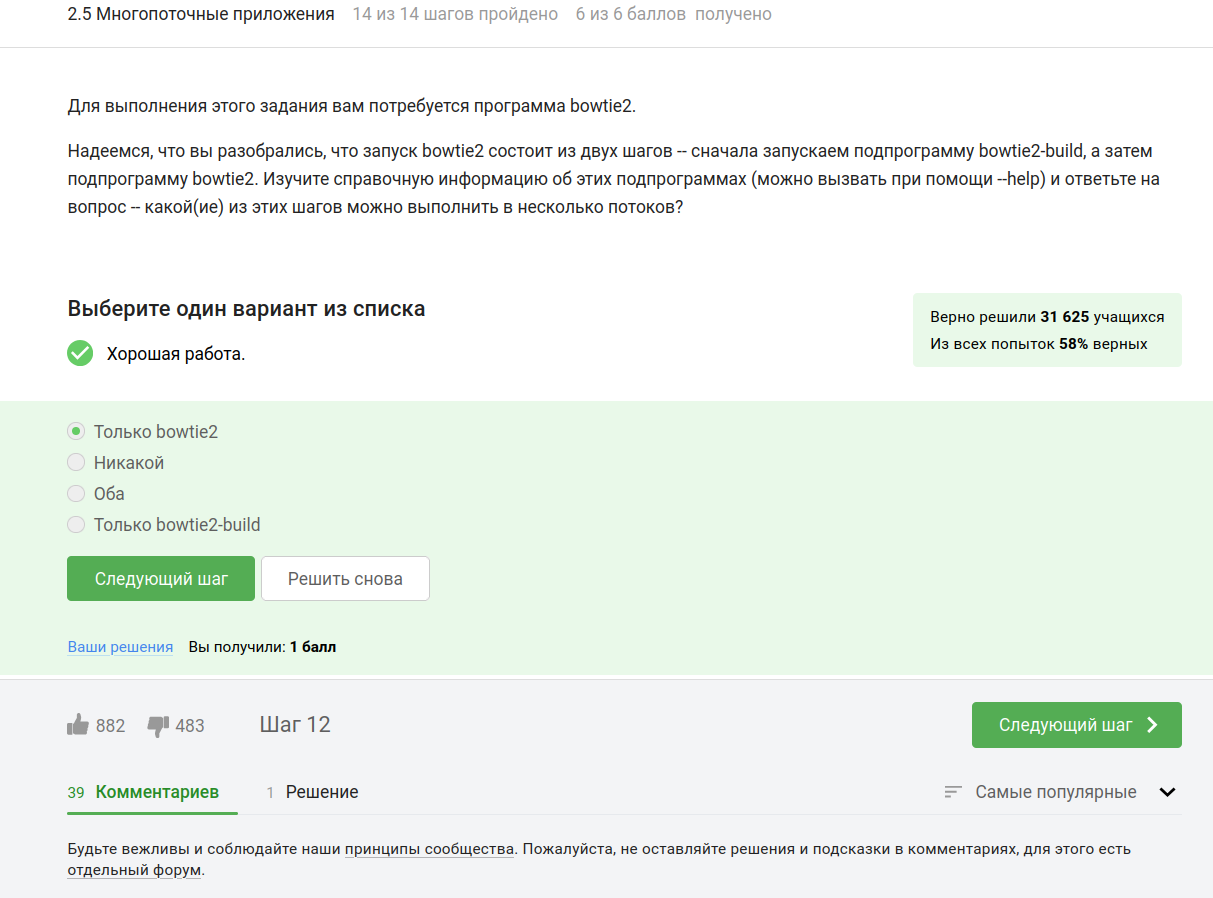 2.5 Многопоточные приложения 14 из 14 шагов пройдено 6 из 6 баллов получено
Для выполнения этого задания вам потребуется программа bowtie2.
Надеемся, что вы разобрались, что запуск bowtie2 состоит из двух шагов -- сначала запускаем подпрограмму bowtie2-build, а затем
подпрограмму bowtie2. Изучите справочную информацию об этих подпрограммах (можно вызвать при помощи --help) и ответьте на
вопрос -- какой(ие) из этих шагов можно выполнить в несколько потоков?
Выберите один вариант из списка
Хорошая работа.
Верно решили 31 625 учащихся
Из всех попыток 58% верных
Только bowtie2
Никакой
Оба
Только bowtie2-build
Следующий шаг Решить снова
Ваши решения Вы получили: 1 балл
882 483 Шаг 12 Следующий шаг
39 Комментариев 1 Решение Самые популярные
Будьте вежливы и соблюдайте наши принципы сообщества. Пожалуйста, не оставляйте решения и подсказки в комментариях, для этого есть
отдельный форум.